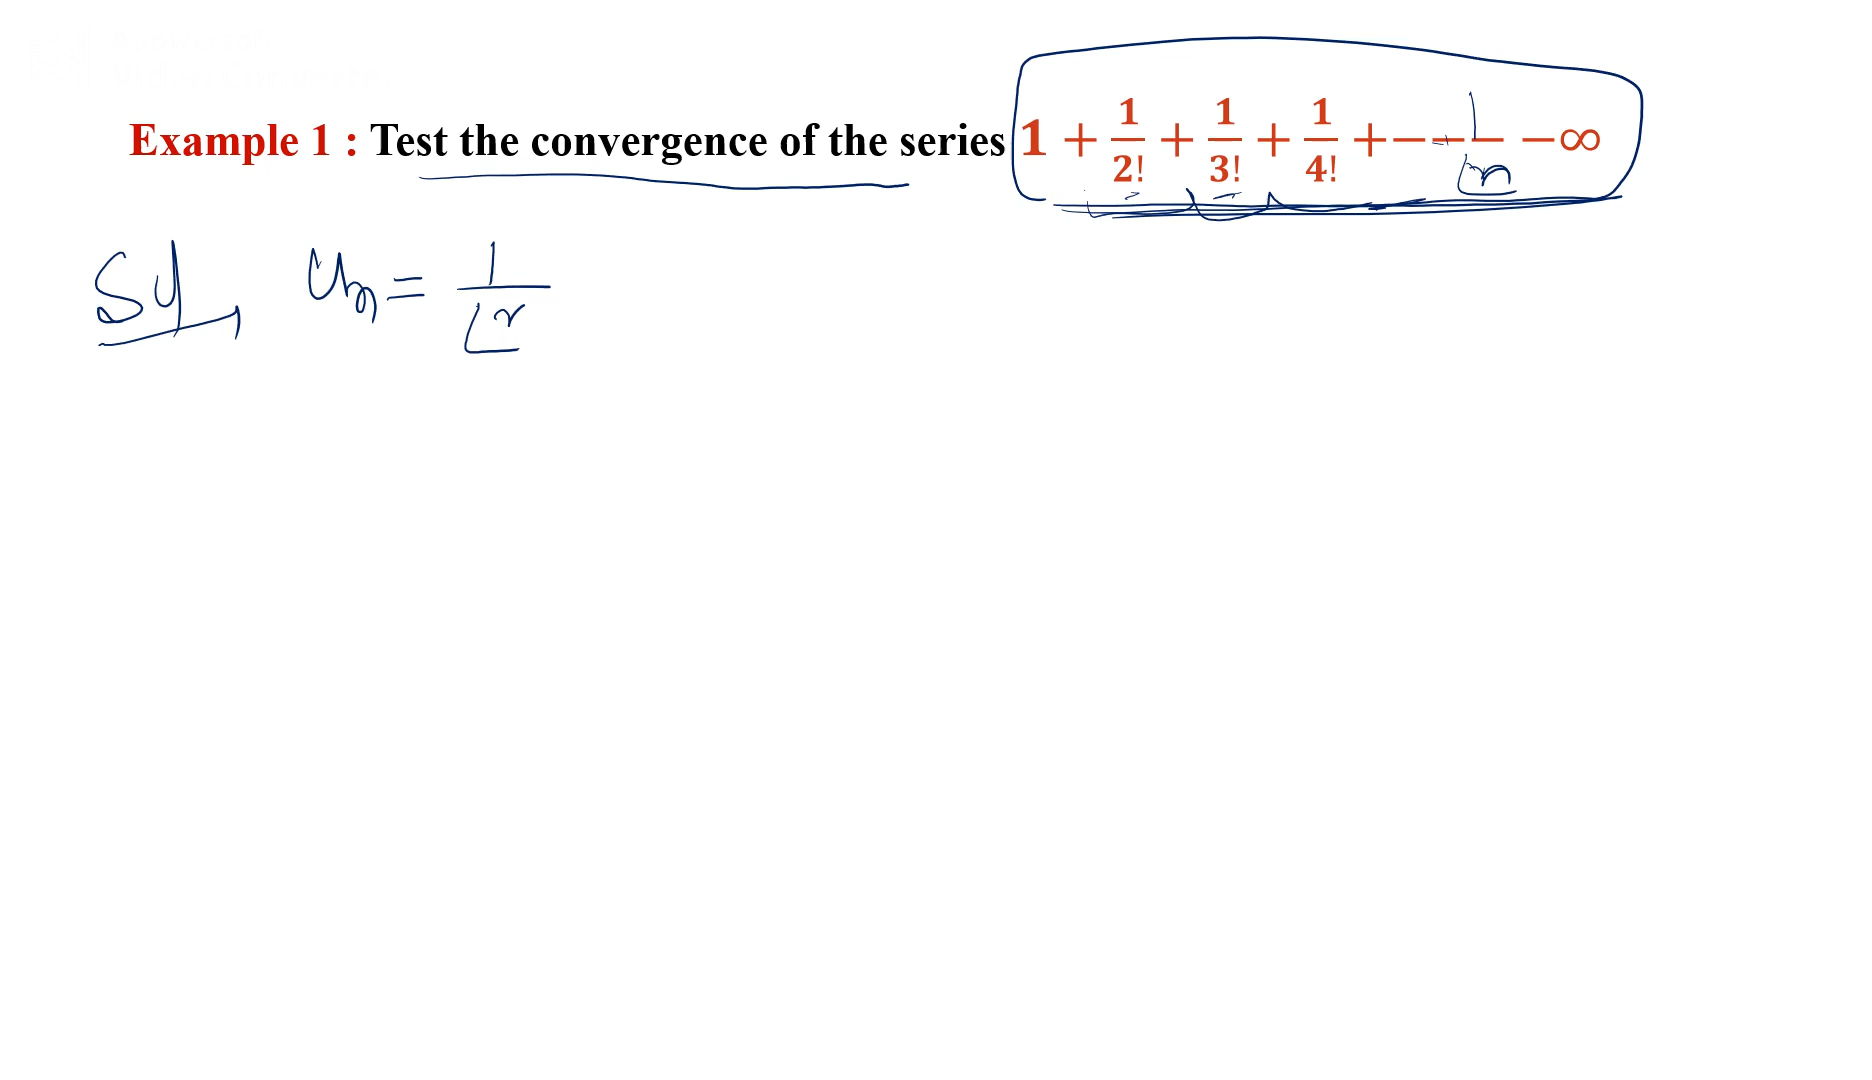 Example 1 : Test the convergence of the series 1 + 1/2! + 1/3! + 1/4! + − − 1/∟n − ∞
Sol, Un = 1/∟n